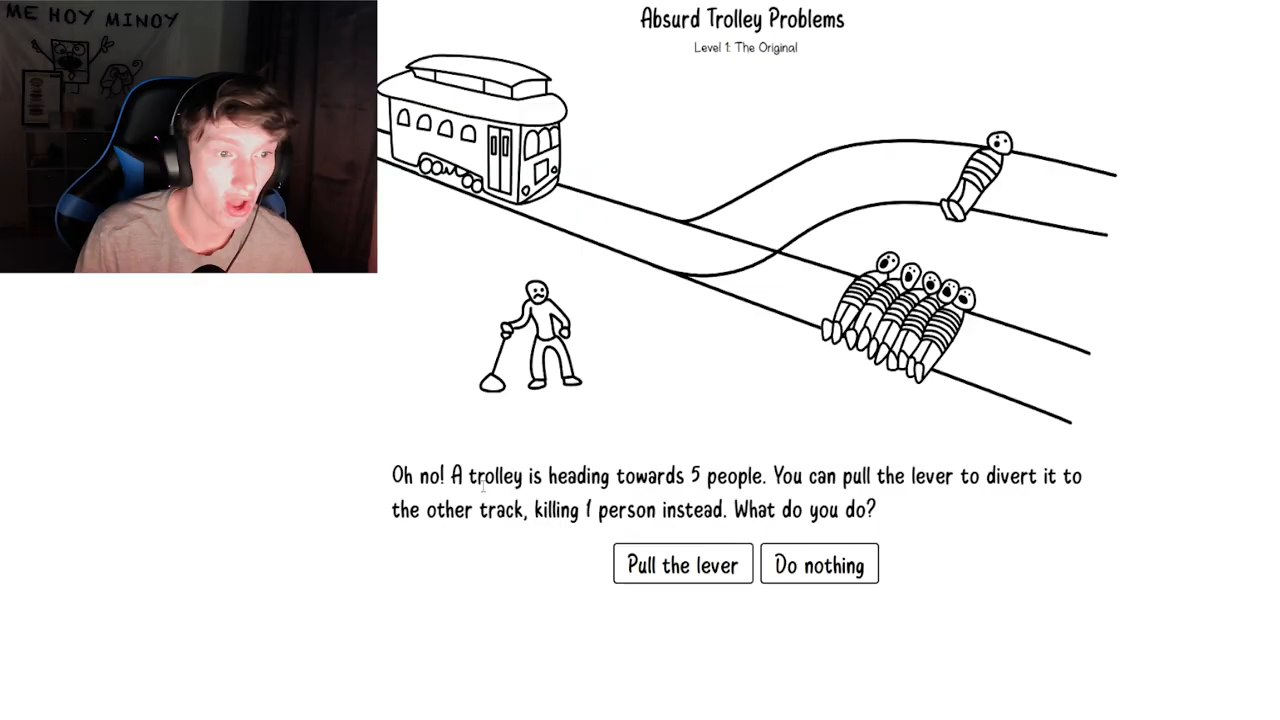 ME HOY MINOY
Absurd Trolley Problems
Level 1: The Original
Oh no! A trolley is heading towards 5 people. You can pull the lever to divert it to
the other track, killing 1 person instead. What do you do?
Pull the lever
Do nothing